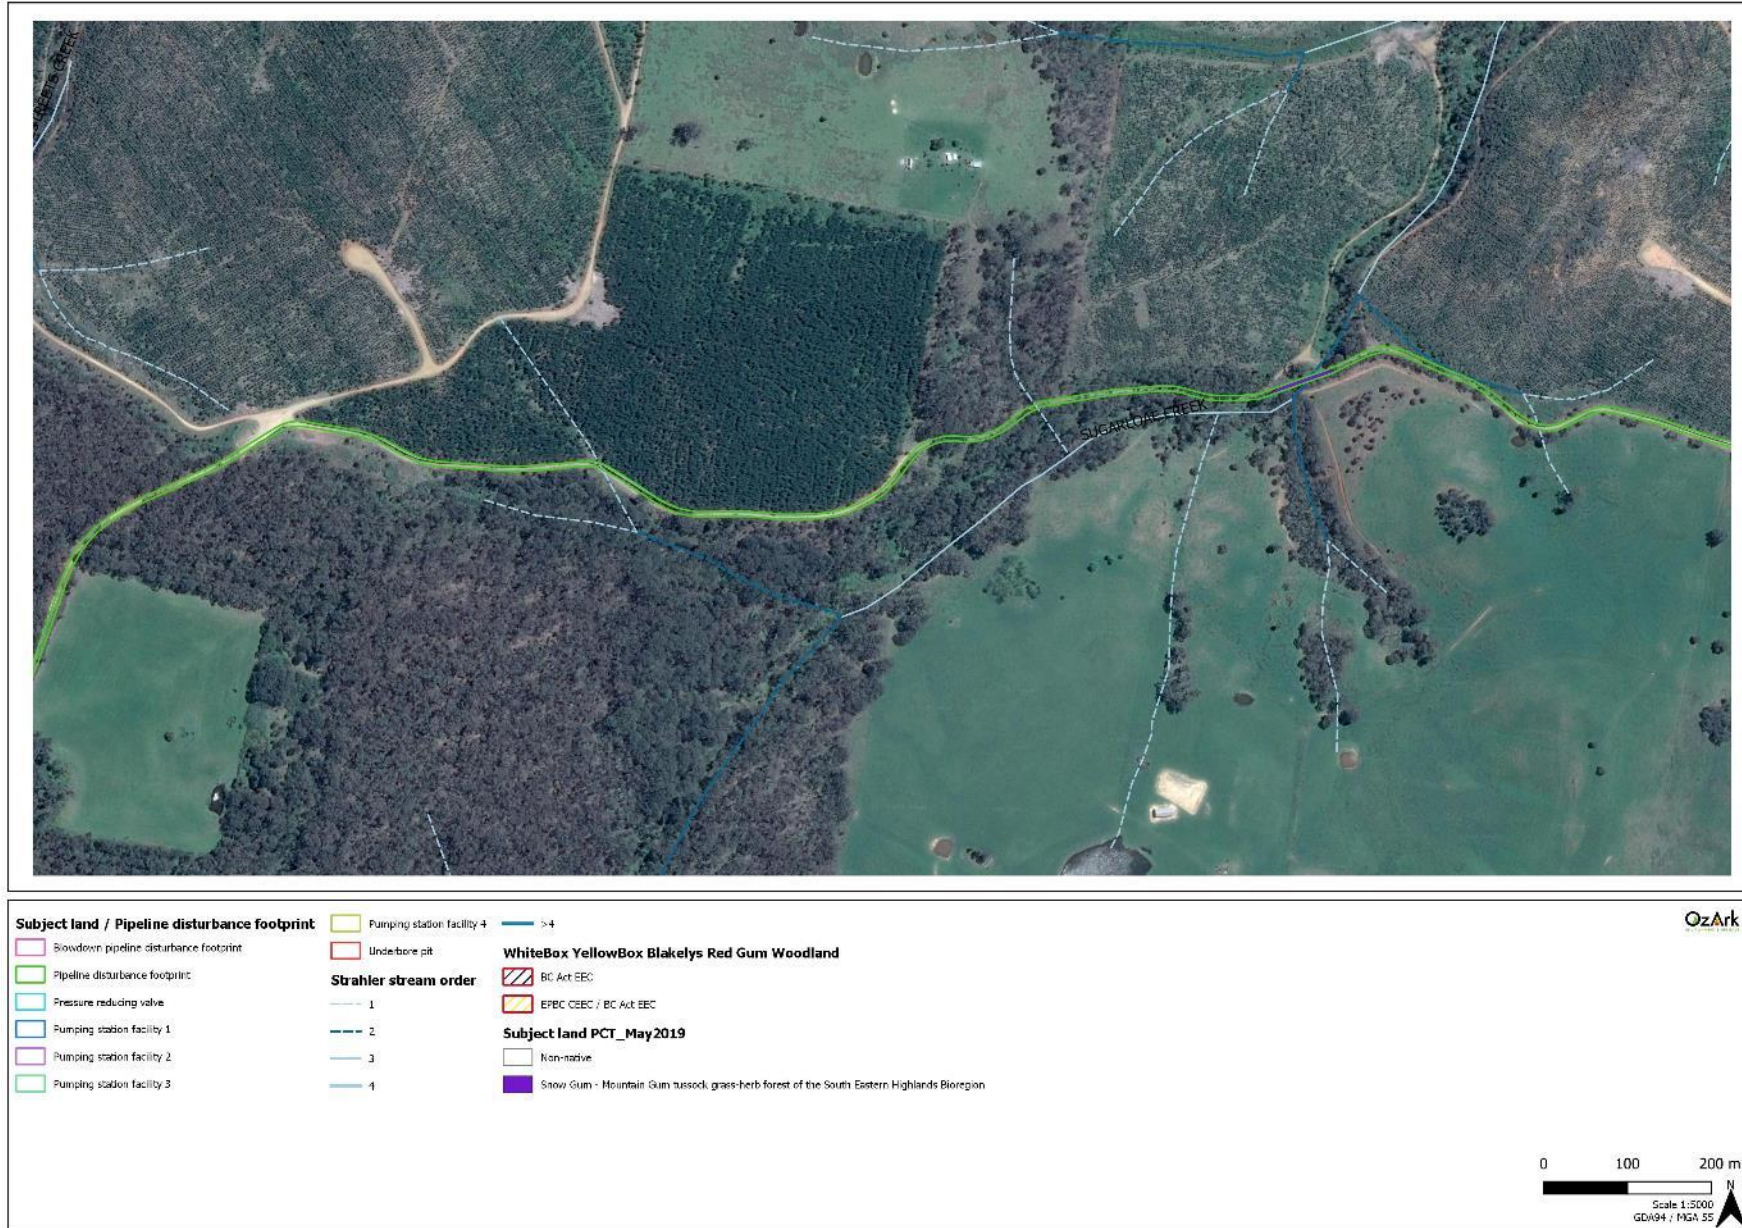 SUGARLOAF CREEK
Subject land / Pipeline disturbance footprint
Blowdown pipeline disturbance footprint
Pipeline disturbance footprint
Pressure reducing valve
Pumping station facility 1
Pumping station facility 2
Pumping station facility 3
Pumping station facility 4
Underbore pit
Strahler stream order
1
2
3
4
>4
WhiteBox YellowBox Blakelys Red Gum Woodland
BC Act EEC
EPBC CEEC / BC Act EEC
Subject land PCT_May2019
Non-native
Snow Gum - Mountain Gum tussock grass-herb forest of the South Eastern Highlands Bioregion
OzArk
0 100 200 m
N
Scale 1:5000
GDA94 / MGA 55